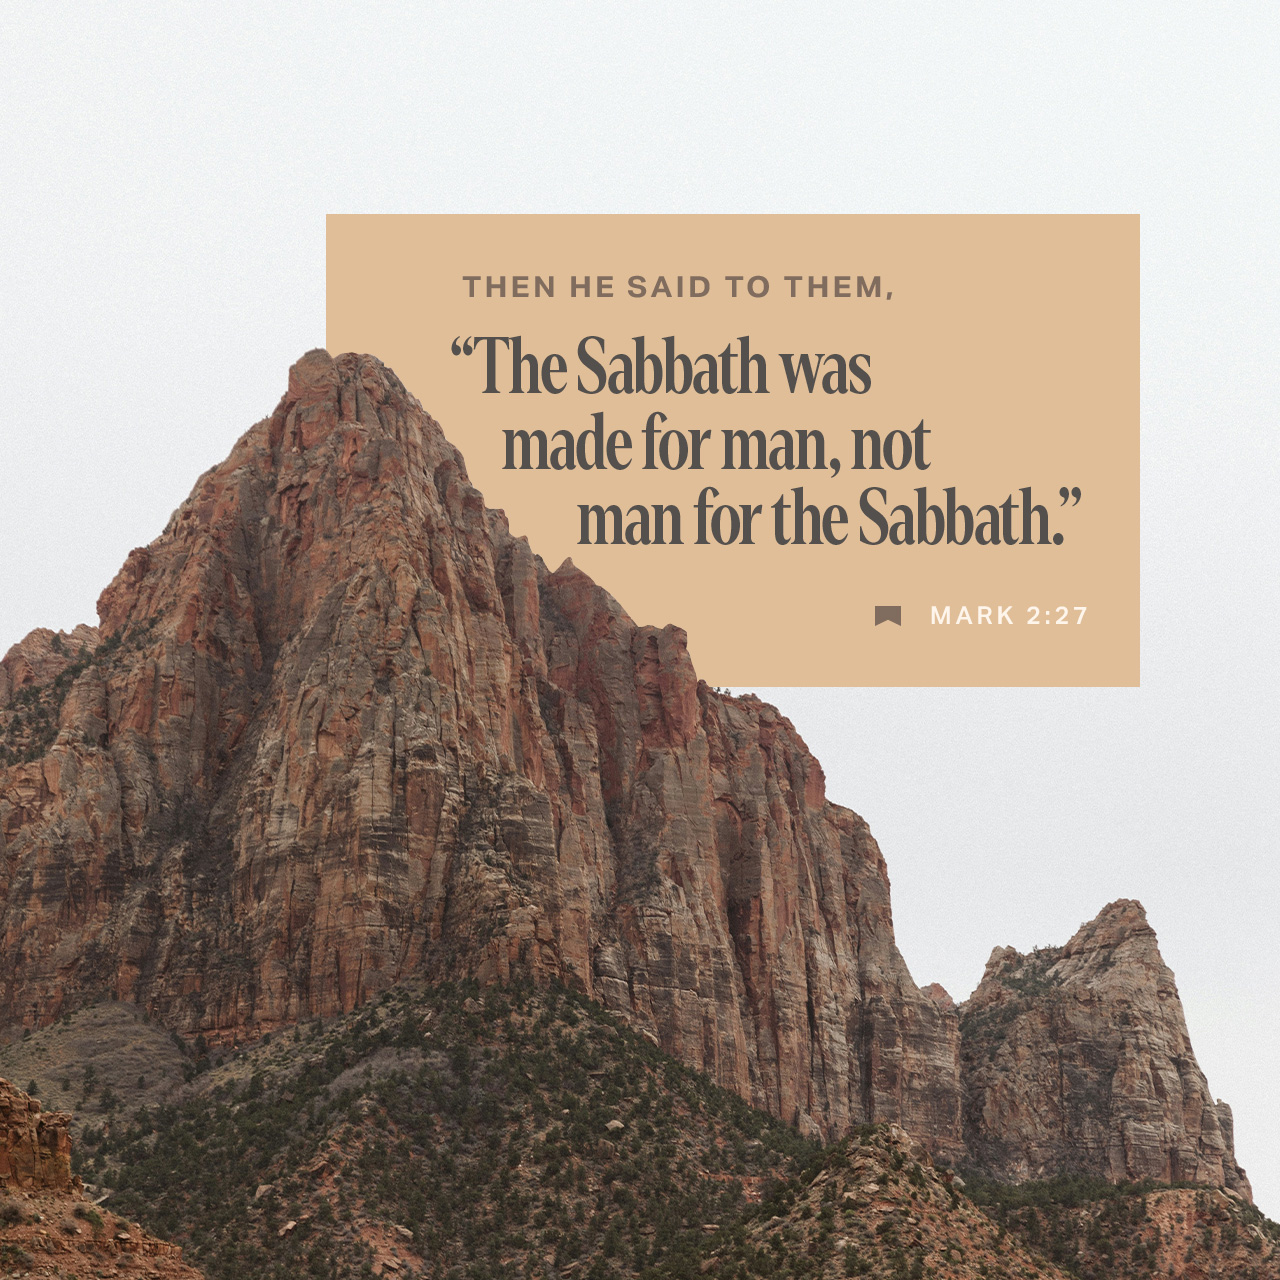 THEN HE SAID TO THEM,
“The Sabbath was
made for man, not
man for the Sabbath.”
MARK 2:27